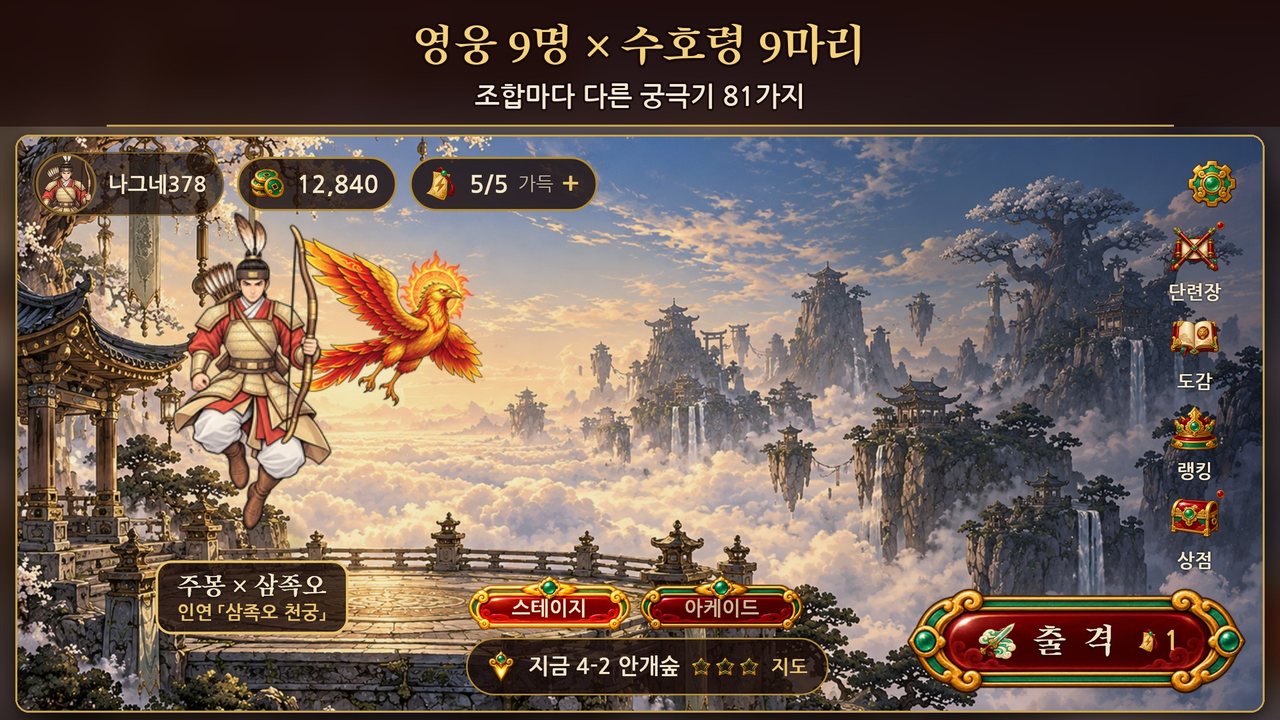 영웅 9명 × 수호령 9마리
조합마다 다른 궁극기 81가지
나그네378
12,840
5/5 가득 +
단련장
도감
랭킹
상점
주몽 × 삼족오
인연 「삼족오 천궁」
스테이지
아케이드
지금 4-2 안개숲 ☆☆☆ 지도
출격 1